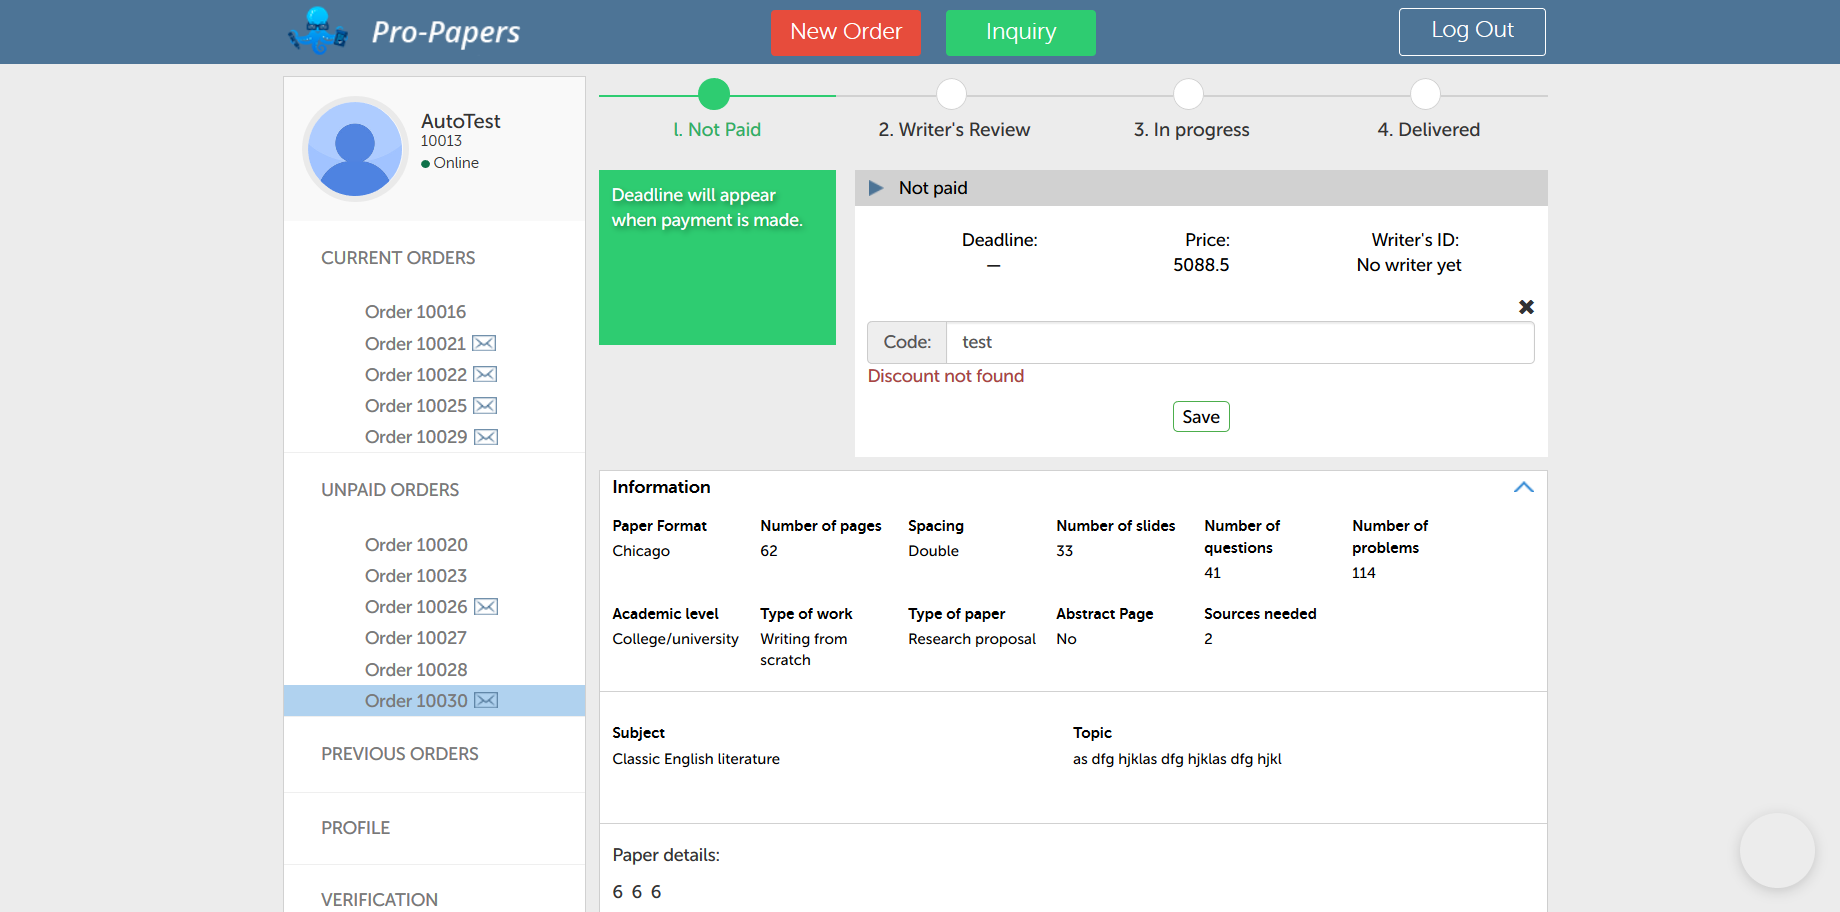 Pro-Papers
New Order
Inquiry
Log Out
AutoTest
10013
Online
CURRENT ORDERS
Order 10016
Order 10021
Order 10022
Order 10025
Order 10029
UNPAID ORDERS
Order 10020
Order 10023
Order 10026
Order 10027
Order 10028
Order 10030
PREVIOUS ORDERS
PROFILE
VERIFICATION
l. Not Paid
2. Writer's Review
3. In progress
4. Delivered
Deadline will appear
when payment is made.
Not paid
Deadline:
—
Price:
5088.5
Writer's ID:
No writer yet
Code:
test
Discount not found
Save
Information
Paper Format
Chicago
Number of pages
62
Spacing
Double
Number of slides
33
Number of
questions
41
Number of
problems
114
Academic level
College/university
Type of work
Writing from
scratch
Type of paper
Research proposal
Abstract Page
No
Sources needed
2
Subject
Classic English literature
Topic
as dfg hjklas dfg hjklas dfg hjkl
Paper details:
6 6 6